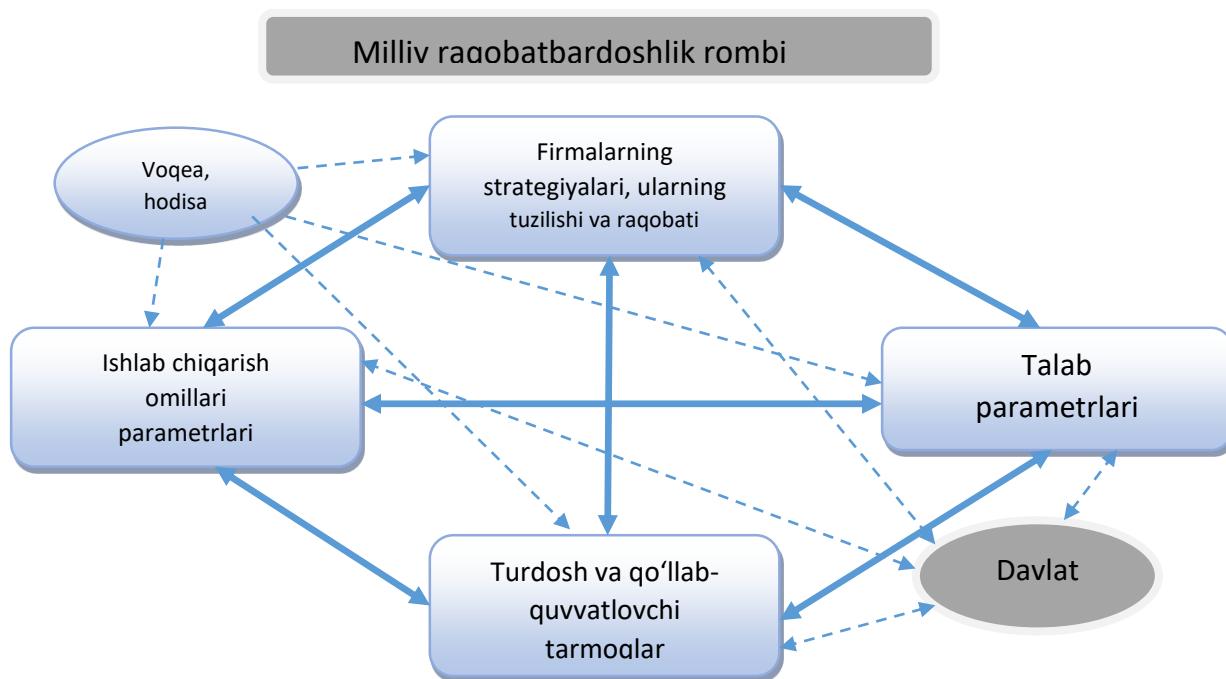 Milliy raqobatbardoshlik rombi
Voqea,
hodisa
Firmalarning
strategiyalari, ularning
tuzilishi va raqobati
Ishlab chiqarish
omillari
parametrlari
Talab
parametrlari
Turdosh va qo‘llab-
quvvatlovchi
tarmoqlar
Davlat